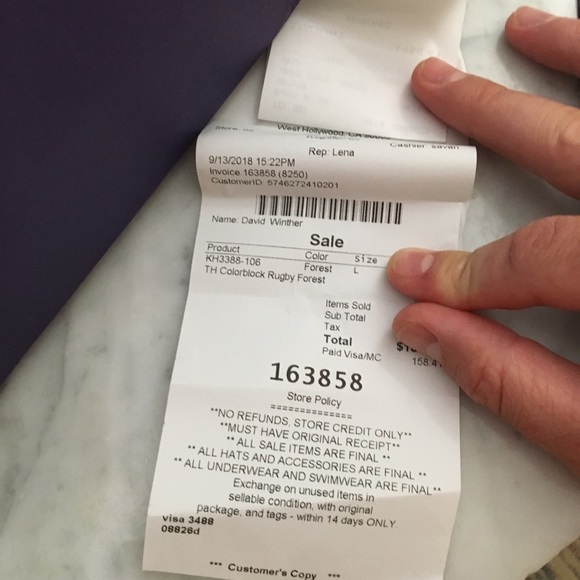 West Hollywood, CA
Rep: Lena
9/13/2018 15:22PM
Invoice:163858 (8250)
CustomerID: 5746272410201
Name: David Winther
Sale
Product Color Size
KH3388-106 Forest L
TH Colorblock Rugby Forest
Items Sold
Sub Total
Tax
Total
Paid Visa/MC
163858
Store Policy
==============
**NO REFUNDS, STORE CREDIT ONLY**
**MUST HAVE ORIGINAL RECEIPT**
** ALL SALE ITEMS ARE FINAL **
** ALL HATS AND ACCESSORIES ARE FINAL **
** ALL UNDERWEAR AND SWIMWEAR ARE FINAL**
Exchange on unused items in
sellable condition, with original
package, and tags - within 14 days ONLY.
Visa 3488
08826d
*** Customer's Copy ***